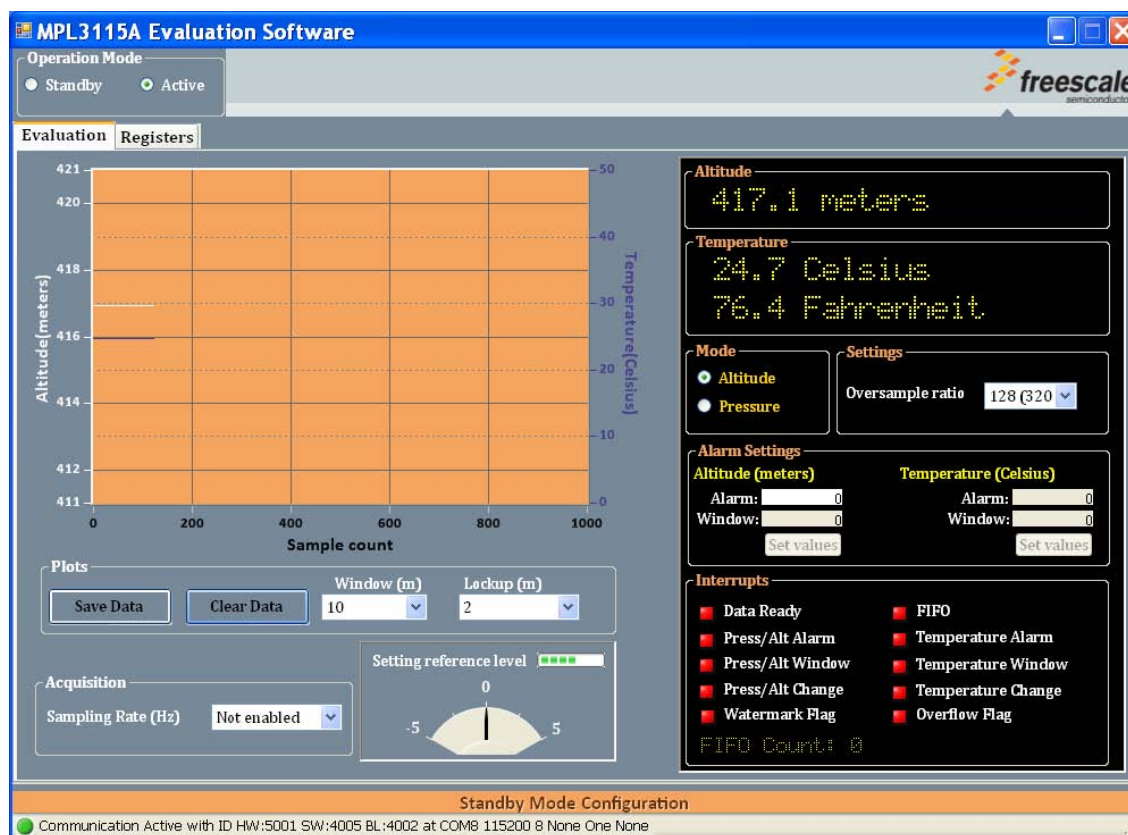 MPL3115A Evaluation Software
Operation Mode
Standby Active
freescale
semiconductor
Evaluation Registers
421
420
418
416
414
412
411
Altitude(meters)
50
40
30
20
10
0
Temperature(Celsius)
0 200 400 600 800 1000
Sample count
Plots
Save Data Clear Data
Window (m) Lockup (m)
10 2
Acquisition
Sampling Rate (Hz) Not enabled
Setting reference level
-5 0 5
Altitude
417.1 meters
Temperature
24.7 Celsius
76.4 Fahrenheit
Mode
Altitude
Pressure
Settings
Oversample ratio 128 (320
Alarm Settings
Altitude (meters) Temperature (Celsius)
Alarm: 0 Alarm: 0
Window: 0 Window: 0
Set values Set values
Interrupts
Data Ready FIFO
Press/Alt Alarm Temperature Alarm
Press/Alt Window Temperature Window
Press/Alt Change Temperature Change
Watermark Flag Overflow Flag
FIFO Count: 0
Standby Mode Configuration
Communication Active with ID HW:5001 SW:4005 BL:4002 at COM8 115200 8 None One None